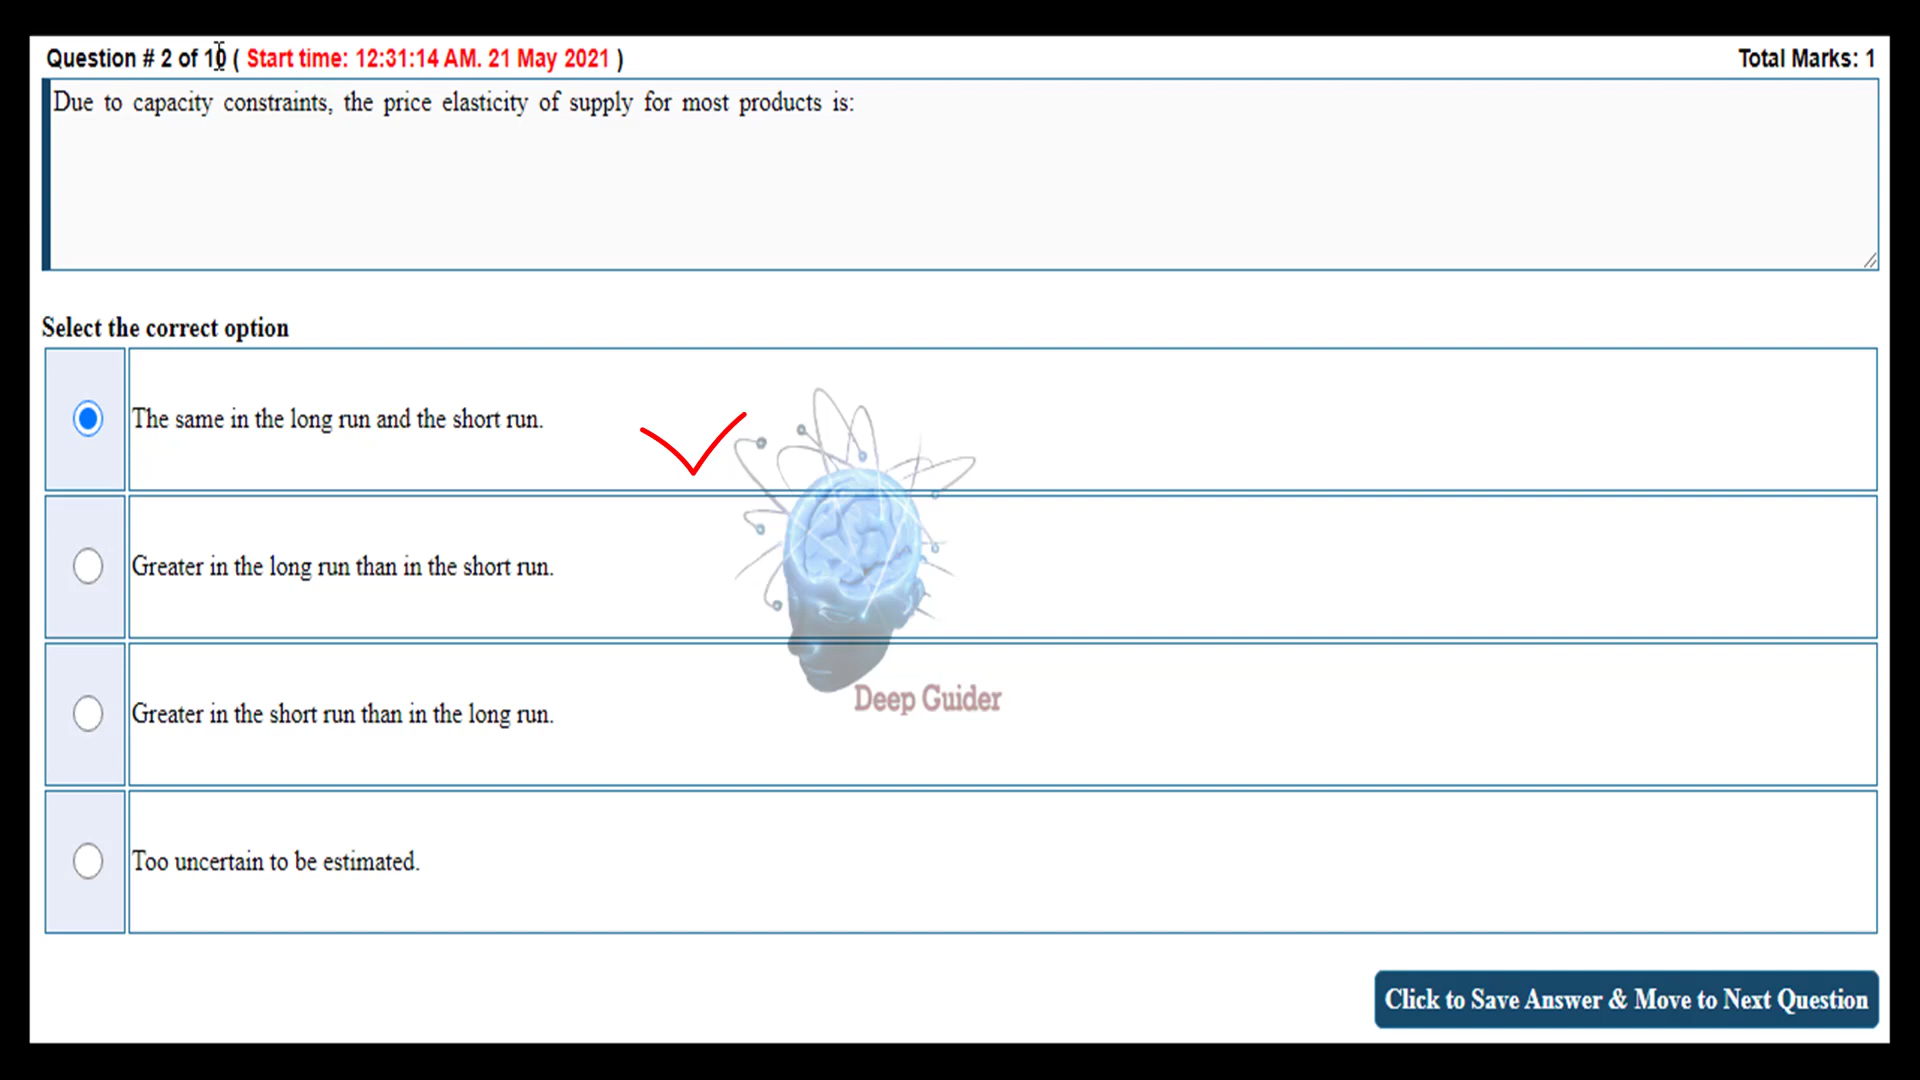 Question # 2 of 10 ( Start time: 12:31:14 AM. 21 May 2021 )
Total Marks: 1
Due to capacity constraints, the price elasticity of supply for most products is:
Select the correct option
The same in the long run and the short run.
Greater in the long run than in the short run.
Greater in the short run than in the long run.
Deep Guider
Too uncertain to be estimated.
Click to Save Answer & Move to Next Question